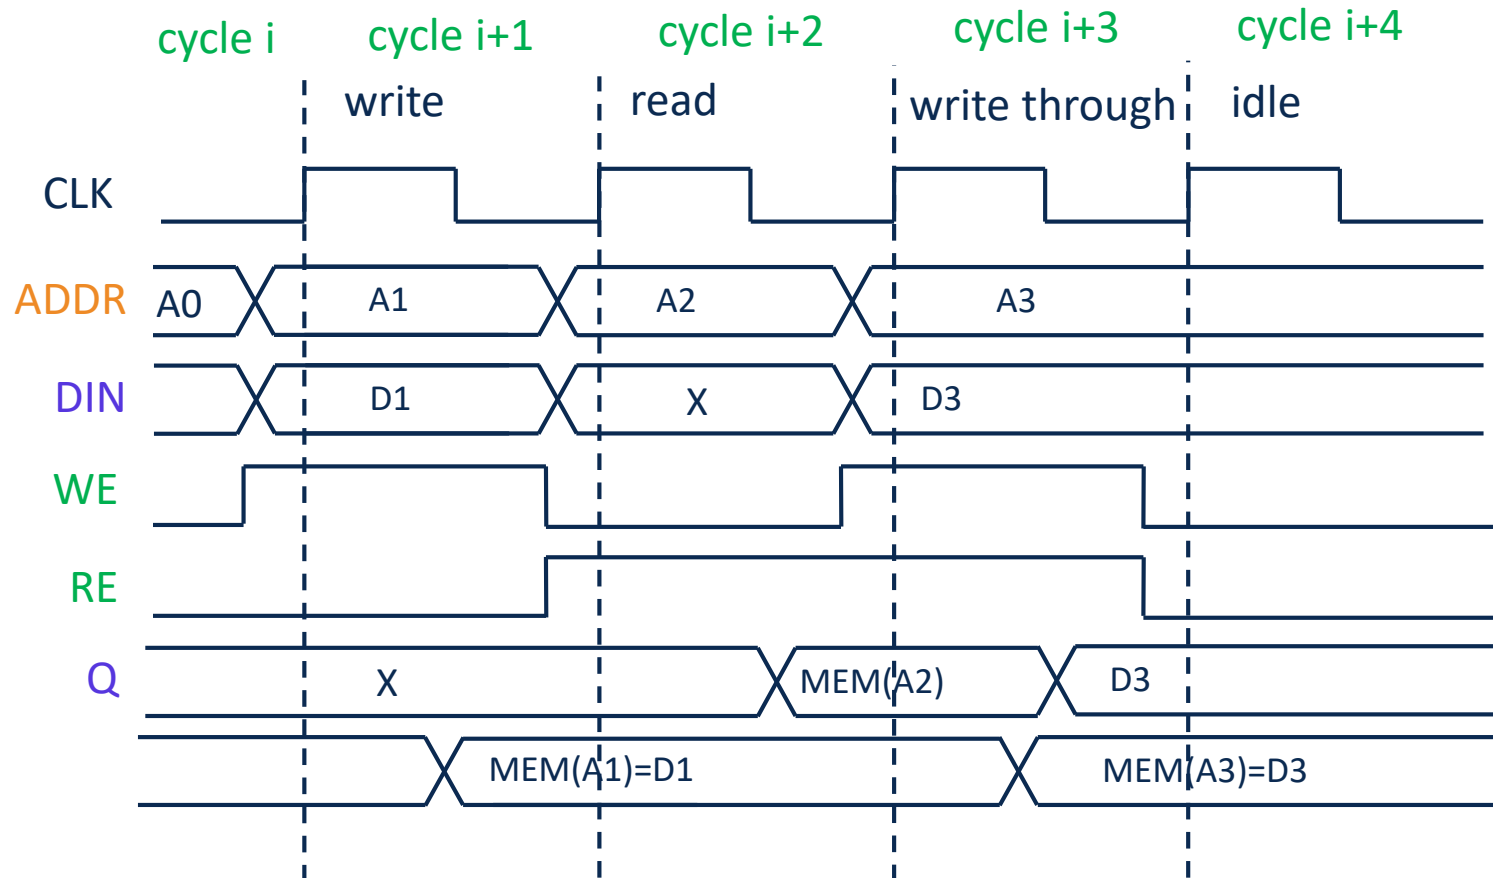 cycle i cycle i+1 cycle i+2 cycle i+3 cycle i+4
write read write through idle
CLK
ADDR A0 A1 A2 A3
DIN D1 X D3
WE
RE
Q X MEM(A2) D3
MEM(A1)=D1 MEM(A3)=D3